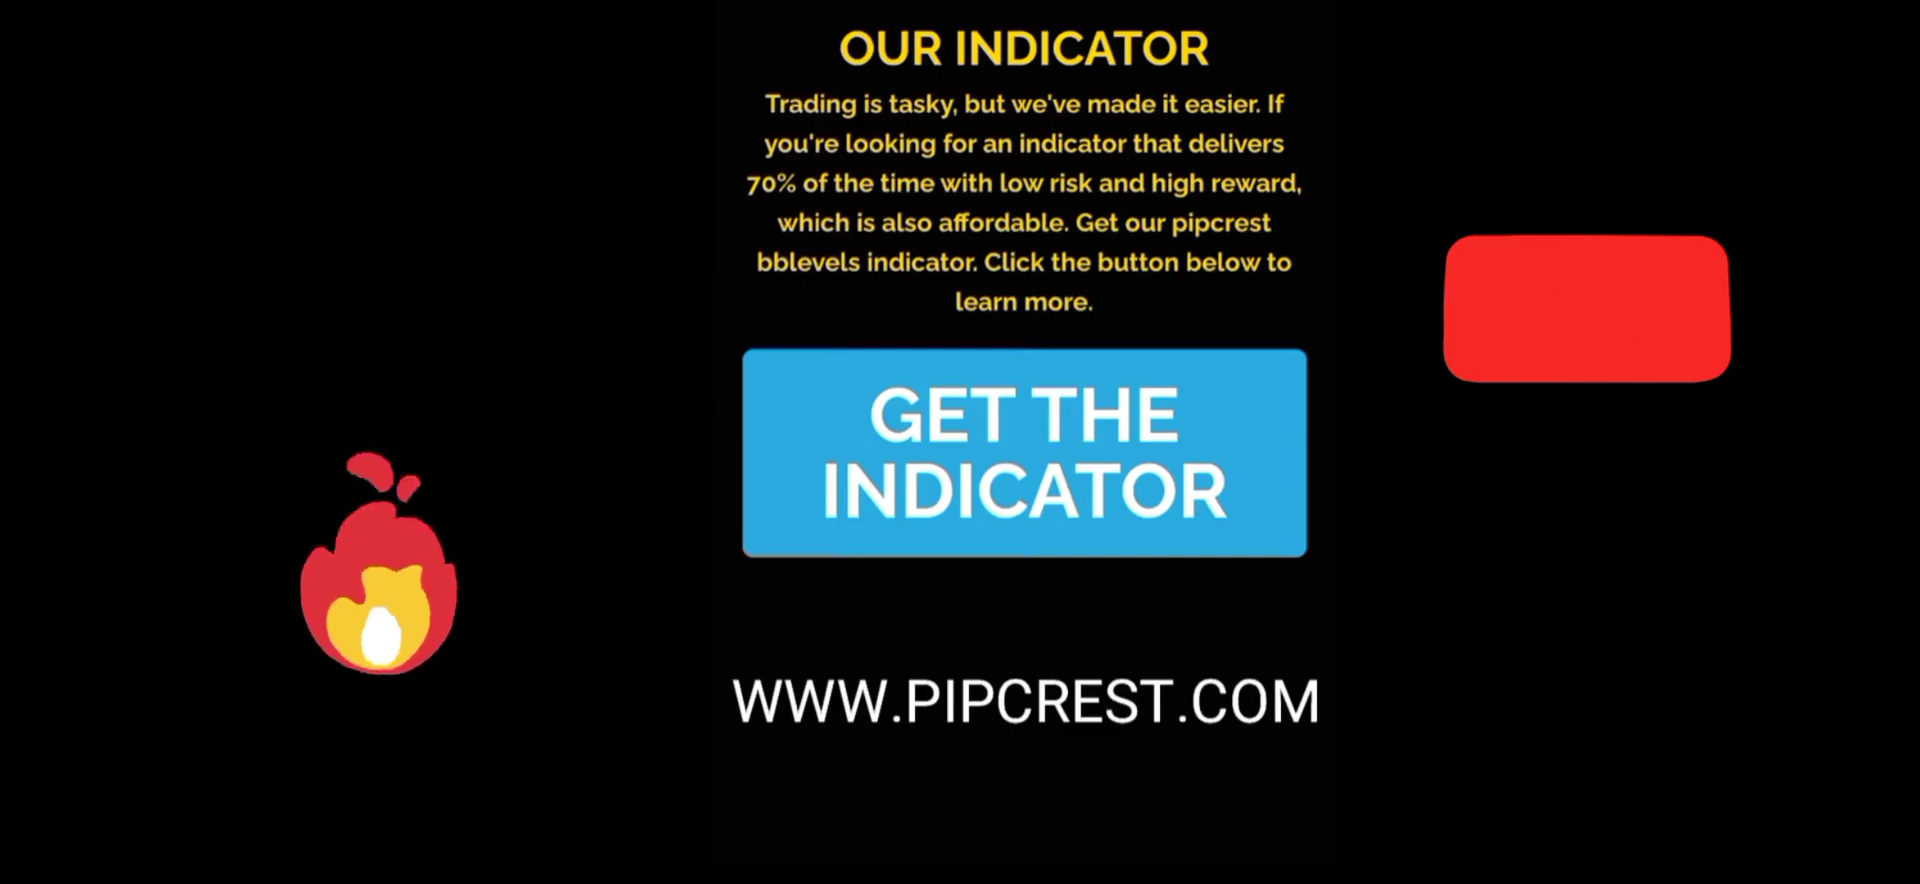 OUR INDICATOR
Trading is tasky, but we've made it easier. If
you're looking for an indicator that delivers
70% of the time with low risk and high reward,
which is also affordable. Get our pipcrest
bblevels indicator. Click the button below to
learn more.
GET THE
INDICATOR
WWW.PIPCREST.COM